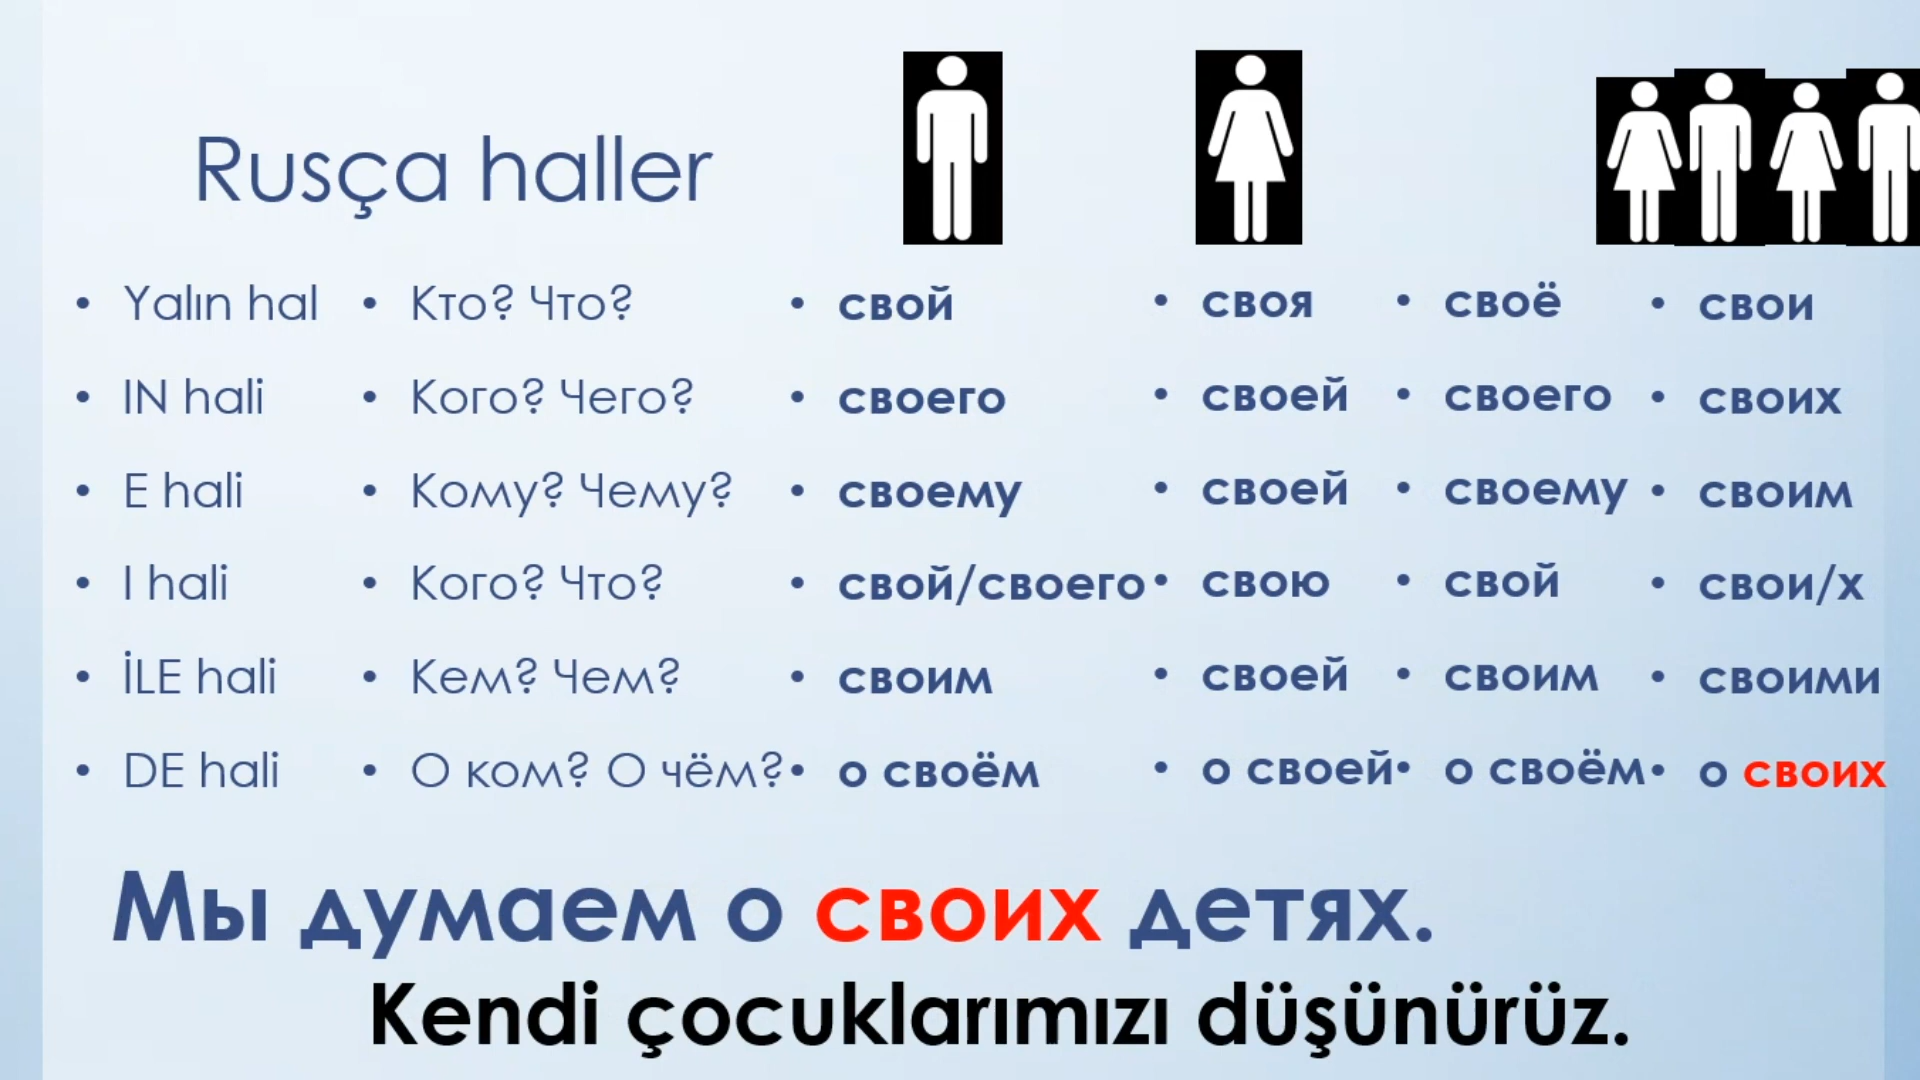 Rusça haller
• Yalın hal • Кто? Что? • свой • своя • своё • свои
• IN hali • Кого? Чего? • своего • своей • своего • своих
• E hali • Кому? Чему? • своему • своей • своему • своим
• I hali • Кого? Что? • свой/своего • свою • свой • свои/х
• İLE hali • Кем? Чем? • своим • своей • своим • своими
• DE hali • О ком? О чём? • о своём • о своей • о своём • о своих
Мы думаем о своих детях.
Kendi çocuklarımızı düşünürüz.